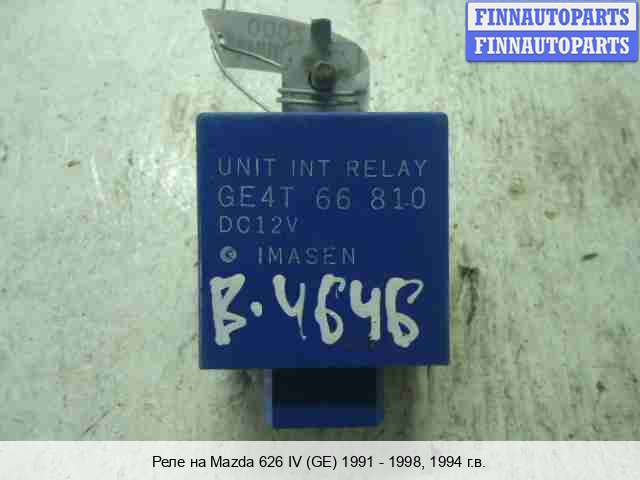 FINNAUTOPARTS
FINNAUTOPARTS
UNIT INT RELAY
GE4T 66 810
DC12V
IMASEN
B-4646
Реле на Mazda 626 IV (GE) 1991 - 1998, 1994 г.в.